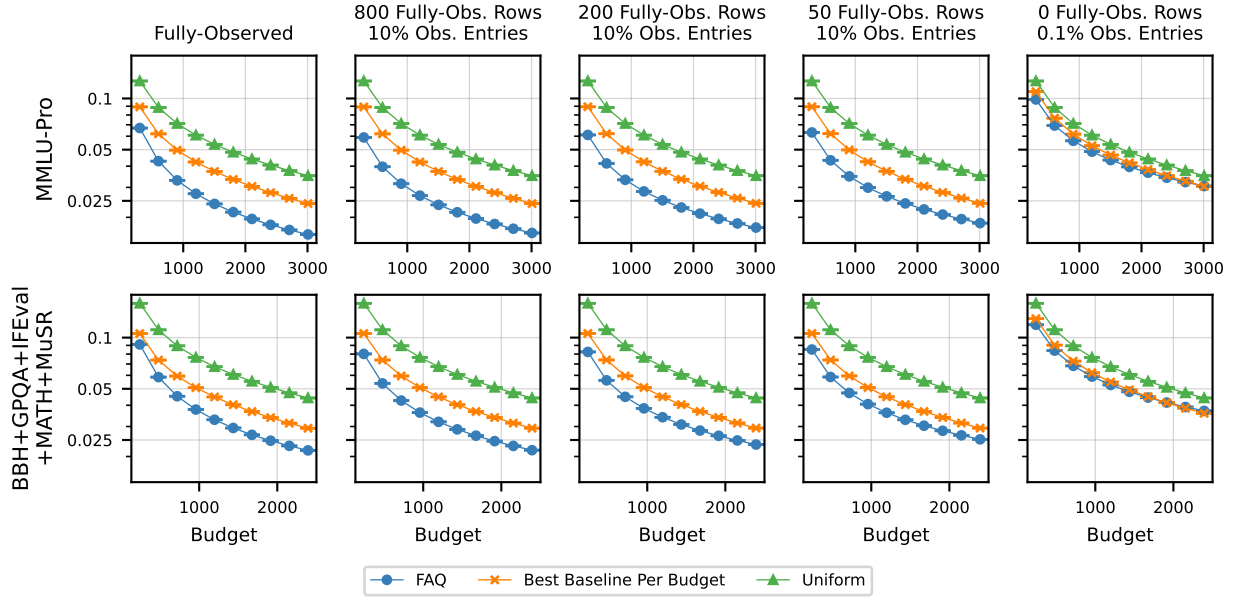 Fully-Observed
800 Fully-Obs. Rows
10% Obs. Entries
200 Fully-Obs. Rows
10% Obs. Entries
50 Fully-Obs. Rows
10% Obs. Entries
0 Fully-Obs. Rows
0.1% Obs. Entries
MMLU-Pro
0.1
0.05
0.025
1000 2000 3000
1000 2000 3000
1000 2000 3000
1000 2000 3000
1000 2000 3000
BBH+GPQA+IFEval
+MATH+MuSR
0.1
0.05
0.025
1000 2000
1000 2000
1000 2000
1000 2000
1000 2000
Budget
Budget
Budget
Budget
Budget
FAQ
Best Baseline Per Budget
Uniform